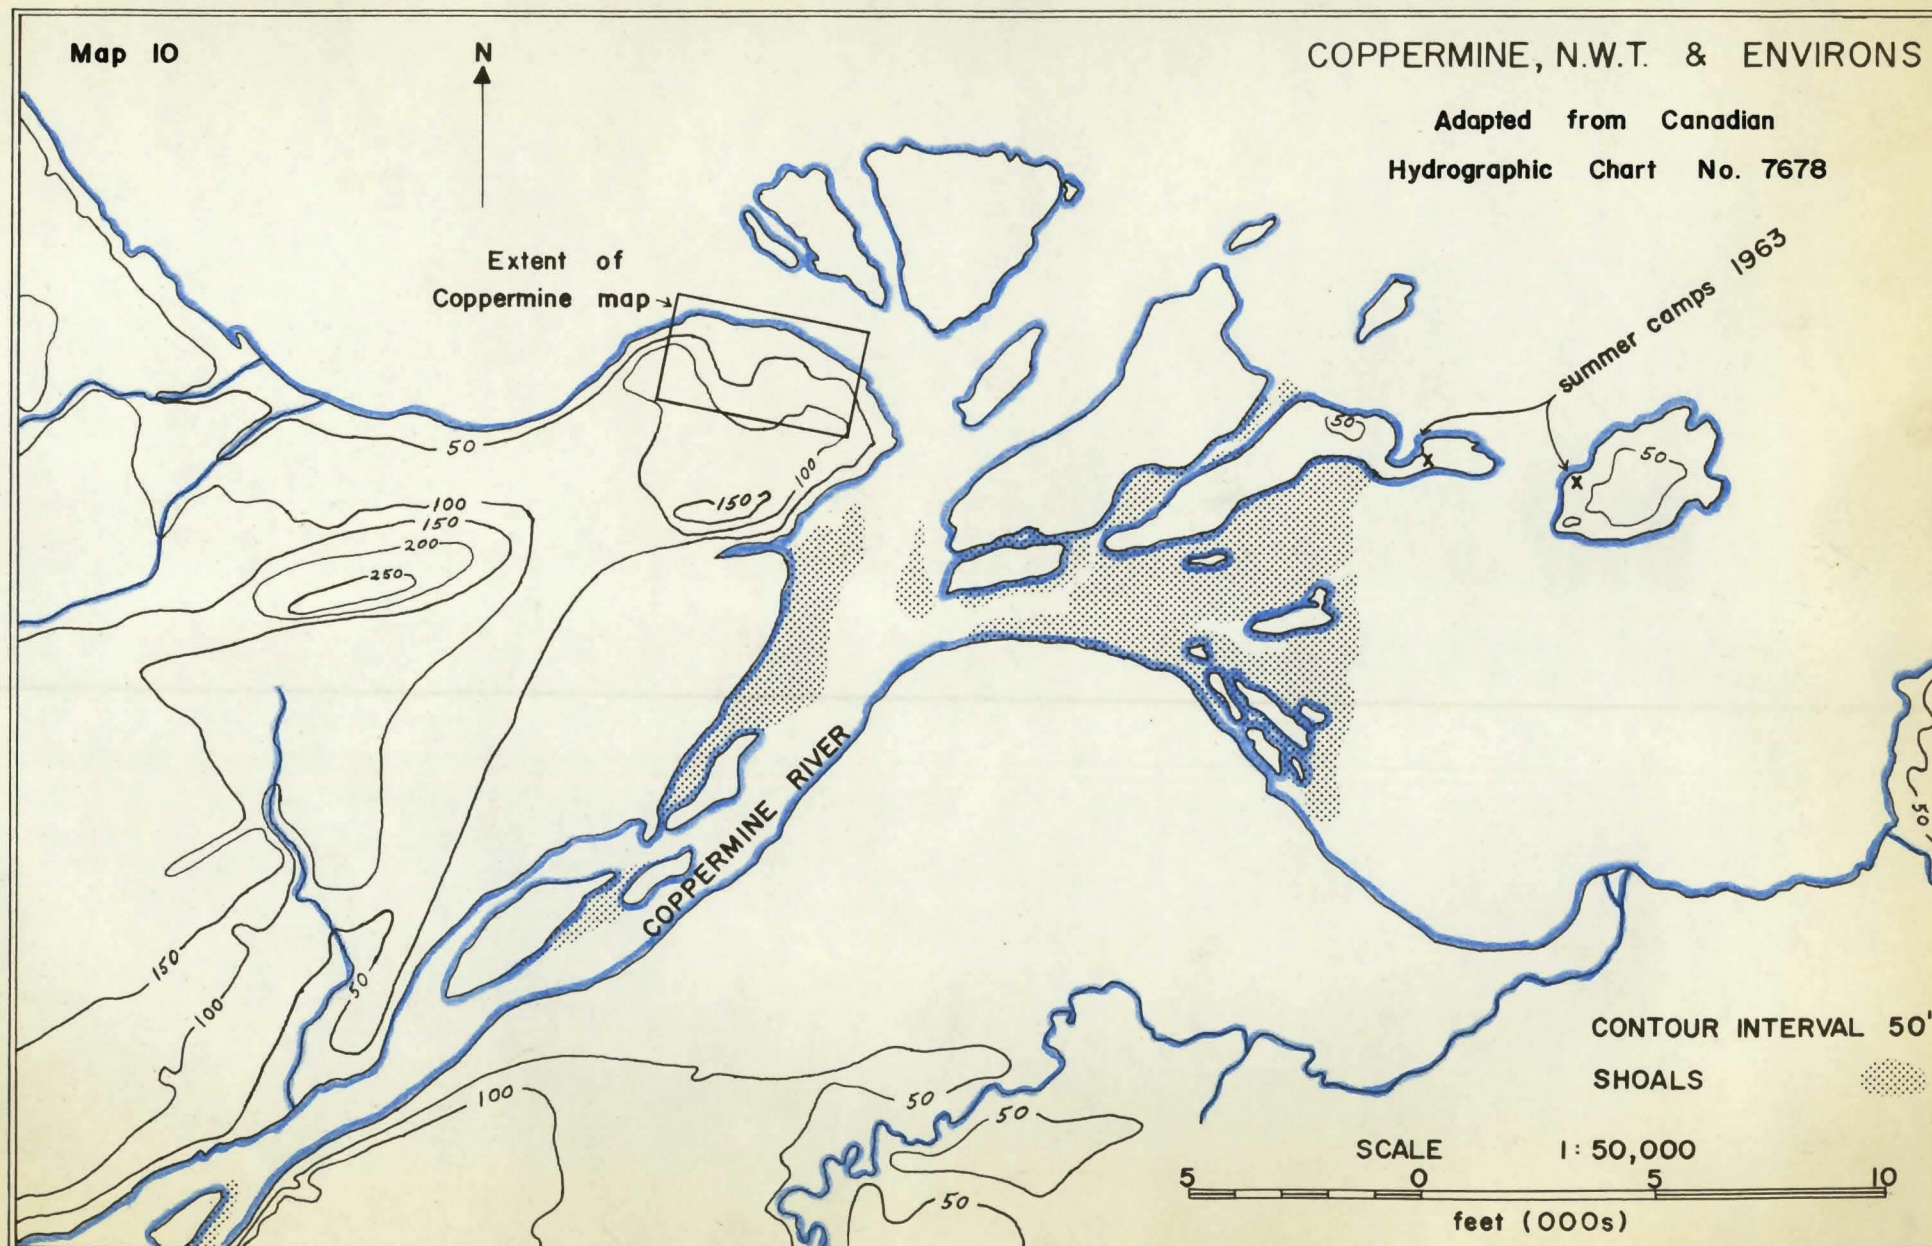 Map 10
N
COPPERMINE, N.W.T. & ENVIRONS
Adapted from Canadian
Hydrographic Chart No. 7678
summer camps 1963
Extent of
Coppermine map
50
50
50
x
x
100
150
100
150
200
250
50
COPPERMINE RIVER
150
100
50
100
50
50
50
CONTOUR INTERVAL 50'
SHOALS
SCALE 1:50,000
5 0 5 10
feet (000s)